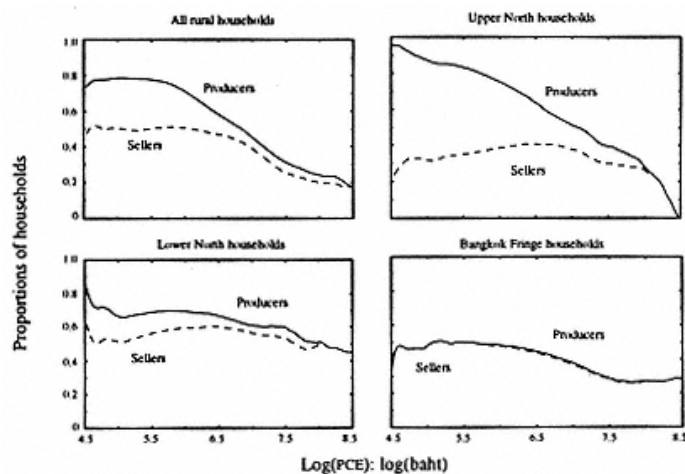 All rural households
Upper North households
1.0
0.8
0.6
0.4
0.2
0
Producers
Sellers
Producers
Sellers
Lower North households
Bangkok Fringe households
1.0
0.8
0.6
0.4
0.2
0
Producers
Sellers
Producers
Sellers
4.5 5.5 6.5 7.5 8.5
4.5 5.5 6.5 7.5 8.5
Proportions of households
Log(PCE): log(baht)